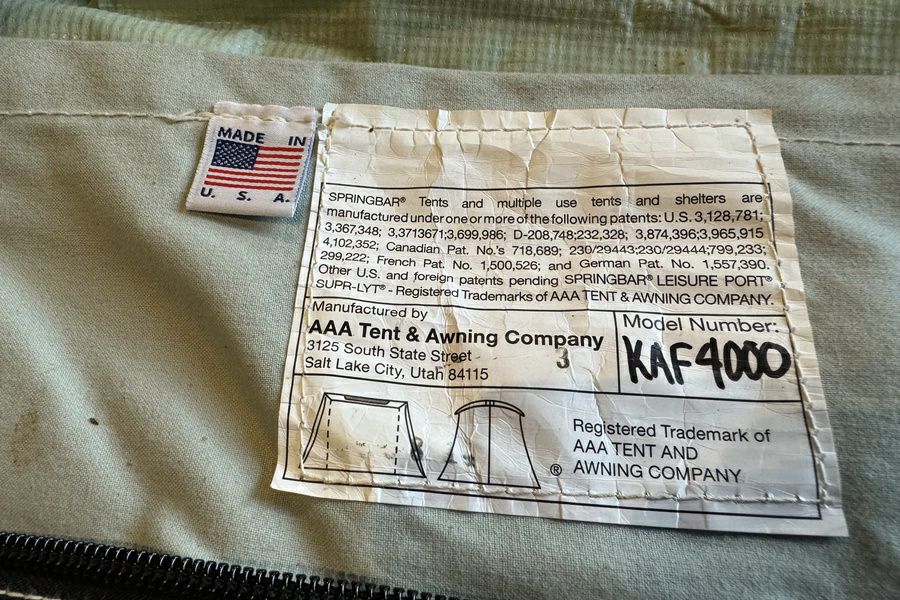 MADE IN
U. S. A.
SPRINGBAR® Tents and multiple use tents and shelters are
manufactured under one or more of the following patents: U.S. 3,128,781;
3,367,348; 3,3713671;3,699,986; D-208,748;232,328; 3,874,396;3,965,915
4,102,352; Canadian Pat. No.'s 718,689; 230/29443;230/29444;799,233;
299,222; French Pat. No. 1,500,526; and German Pat. No. 1,557,390.
Other U.S. and foreign patents pending SPRINGBAR® LEISURE PORT®
SUPR-LYT® - Registered Trademarks of AAA TENT & AWNING COMPANY.
Manufactured by
AAA Tent & Awning Company
3125 South State Street
Salt Lake City, Utah 84115
3
Model Number:
KAF4000
Registered Trademark of
AAA TENT AND
® AWNING COMPANY